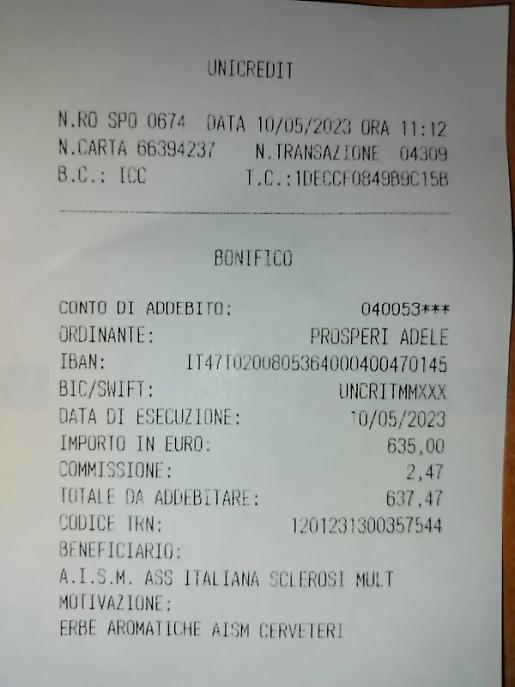 UNICREDIT
N.RO SPO 0674 DATA 10/05/2023 ORA 11:12
N.CARTA 66394237 N.TRANSAZIONE 04309
B.C.: ICC T.C.:1DECCF0849B9C15B
BONIFICO
CONTO DI ADDEBITO: 040053***
ORDINANTE: PROSPERI ADELE
IBAN: IT47T0200805364000400470145
BIC/SWIFT: UNCRITMMXXX
DATA DI ESECUZIONE: 10/05/2023
IMPORTO IN EURO: 635,00
COMMISSIONE: 2,47
TOTALE DA ADDEBITARE: 637,47
CODICE TRN: 1201231300357544
BENEFICIARIO:
A.I.S.M. ASS ITALIANA SCLEROSI MULT
MOTIVAZIONE:
ERBE AROMATICHE AISM CERVETERI